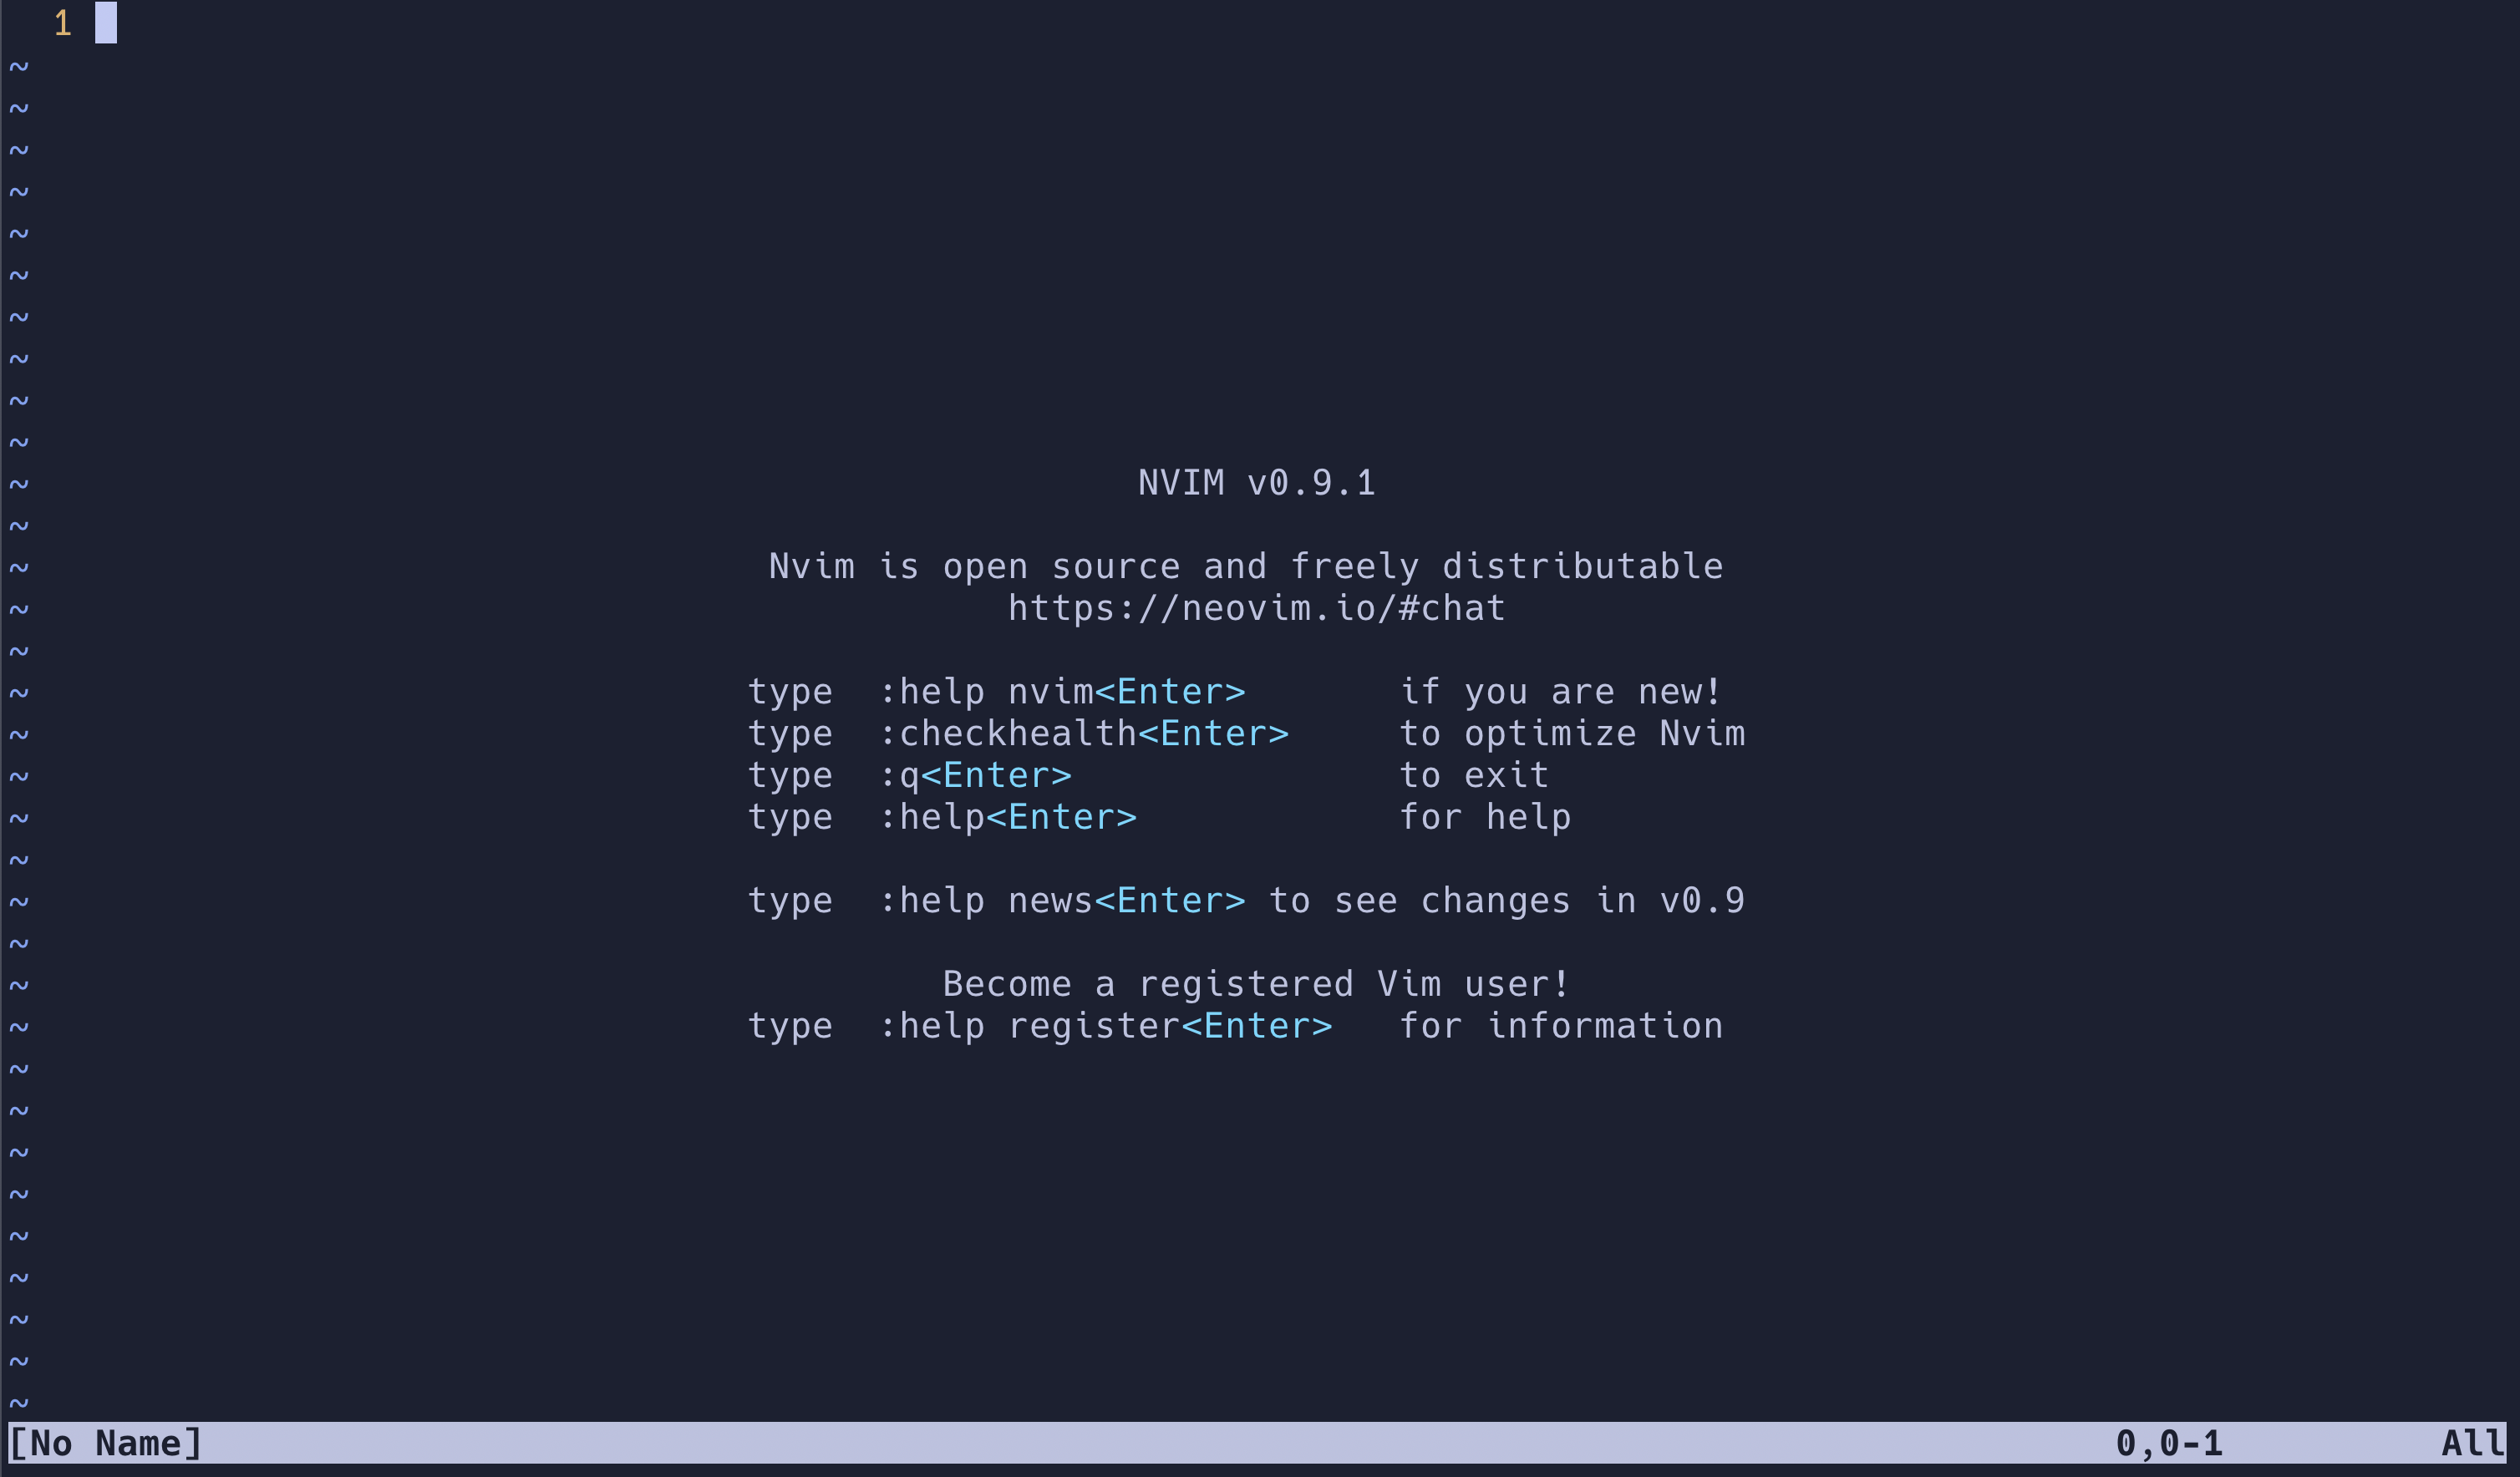 1
~
~
~
~
~
~
~
~
~
~
~ NVIM v0.9.1
~
~ Nvim is open source and freely distributable
~ https://neovim.io/#chat
~
~ type  :help nvim<Enter>       if you are new!
~ type  :checkhealth<Enter>     to optimize Nvim
~ type  :q<Enter>               to exit
~ type  :help<Enter>            for help
~
~ type  :help news<Enter> to see changes in v0.9
~
~ Become a registered Vim user!
~ type  :help register<Enter>   for information
~
~
~
~
~
~
~
~
~
[No Name] 0,0-1 All